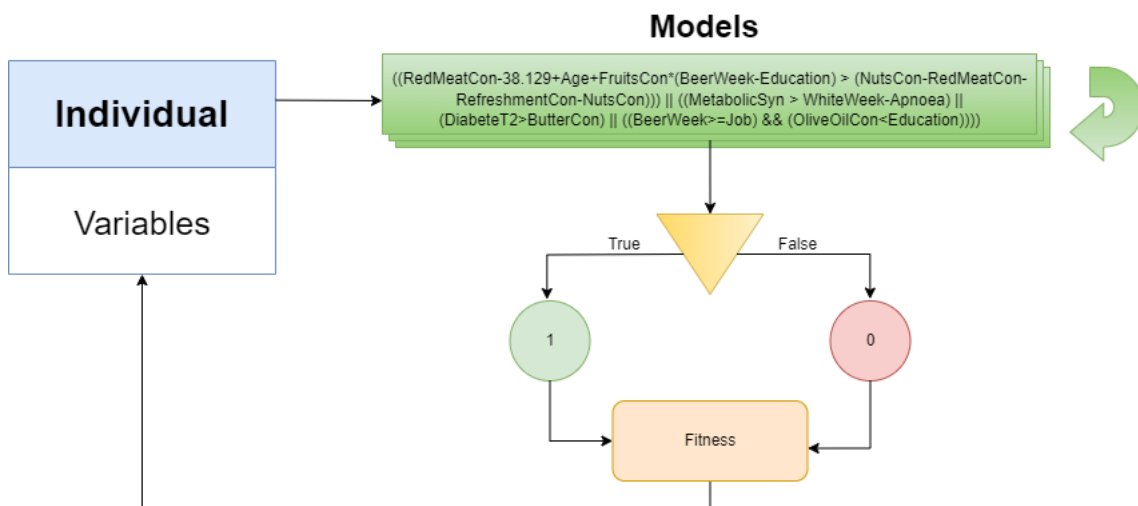 Models
((RedMeatCon-38.129+Age+FruitsCon*(BeerWeek-Education) > (NutsCon-RedMeatCon-
RefreshmentCon-NutsCon))) || ((MetabolicSyn > WhiteWeek-Apnoea) ||
(DiabeteT2>ButterCon) || ((BeerWeek>=Job) && (OliveOilCon<Education))))
Individual
Variables
True
False
1
0
Fitness